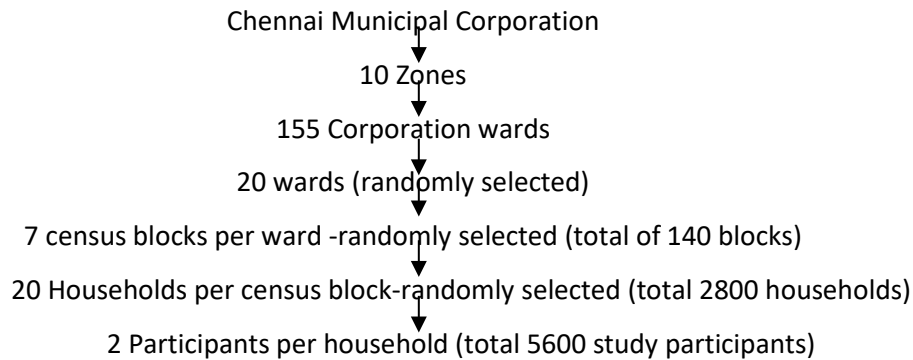 Chennai Municipal Corporation
10 Zones
155 Corporation wards
20 wards (randomly selected)
7 census blocks per ward -randomly selected (total of 140 blocks)
20 Households per census block-randomly selected (total 2800 households)
2 Participants per household (total 5600 study participants)